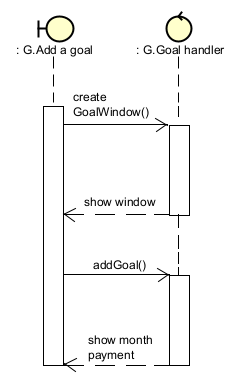 : G.Add a goal : G.Goal handler
create
GoalWindow()
show window
addGoal()
show month
payment